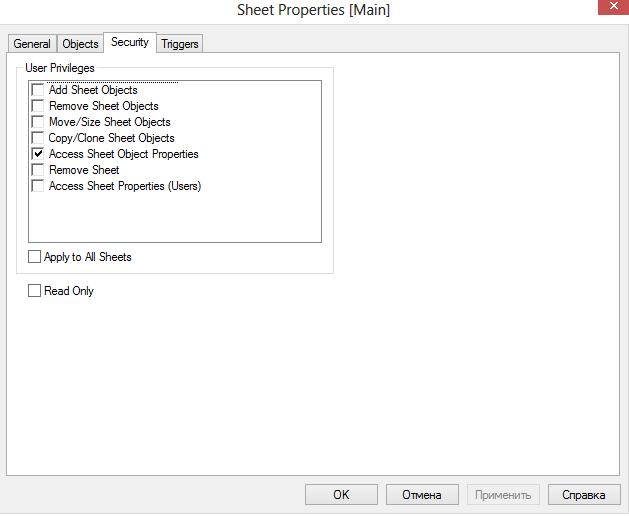 Sheet Properties [Main]
General Objects Security Triggers
User Privileges
Add Sheet Objects
Remove Sheet Objects
Move/Size Sheet Objects
Copy/Clone Sheet Objects
Access Sheet Object Properties
Remove Sheet
Access Sheet Properties (Users)
Apply to All Sheets
Read Only
OK Отмена Применить Справка